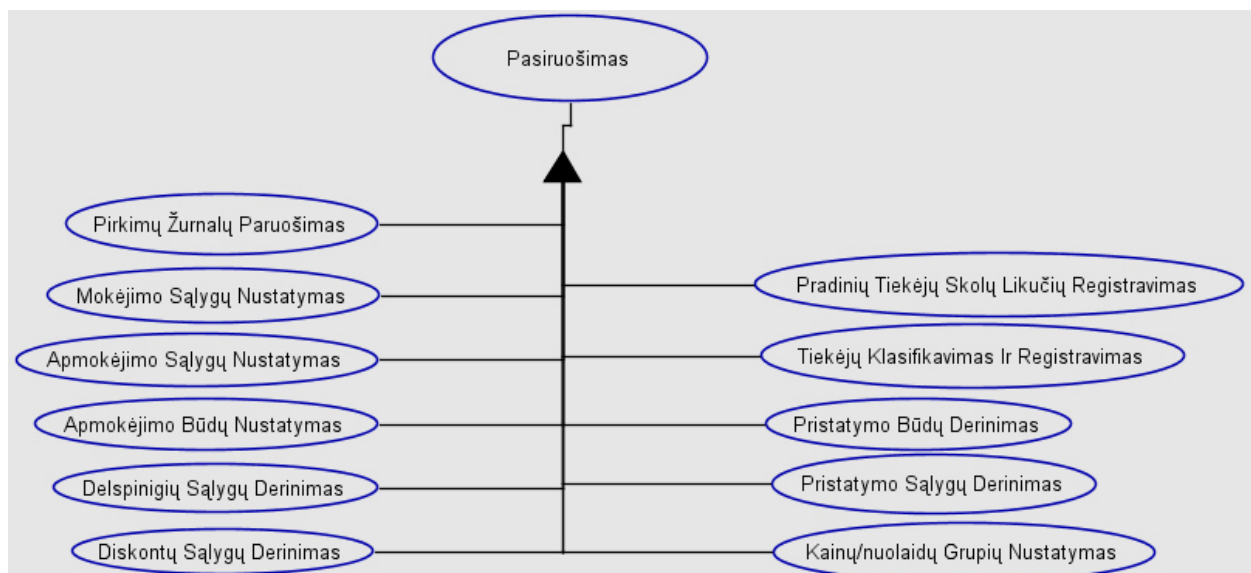 Pasiruošimas
Pirkimų Žurnalų Paruošimas
Mokėjimo Sąlygų Nustatymas
Apmokėjimo Sąlygų Nustatymas
Apmokėjimo Būdų Nustatymas
Delspinigių Sąlygų Derinimas
Diskontų Sąlygų Derinimas
Pradinių Tiekėjų Skolų Likučių Registravimas
Tiekėjų Klasifikavimas Ir Registravimas
Pristatymo Būdų Derinimas
Pristatymo Sąlygų Derinimas
Kainų/nuolaidų Grupių Nustatymas